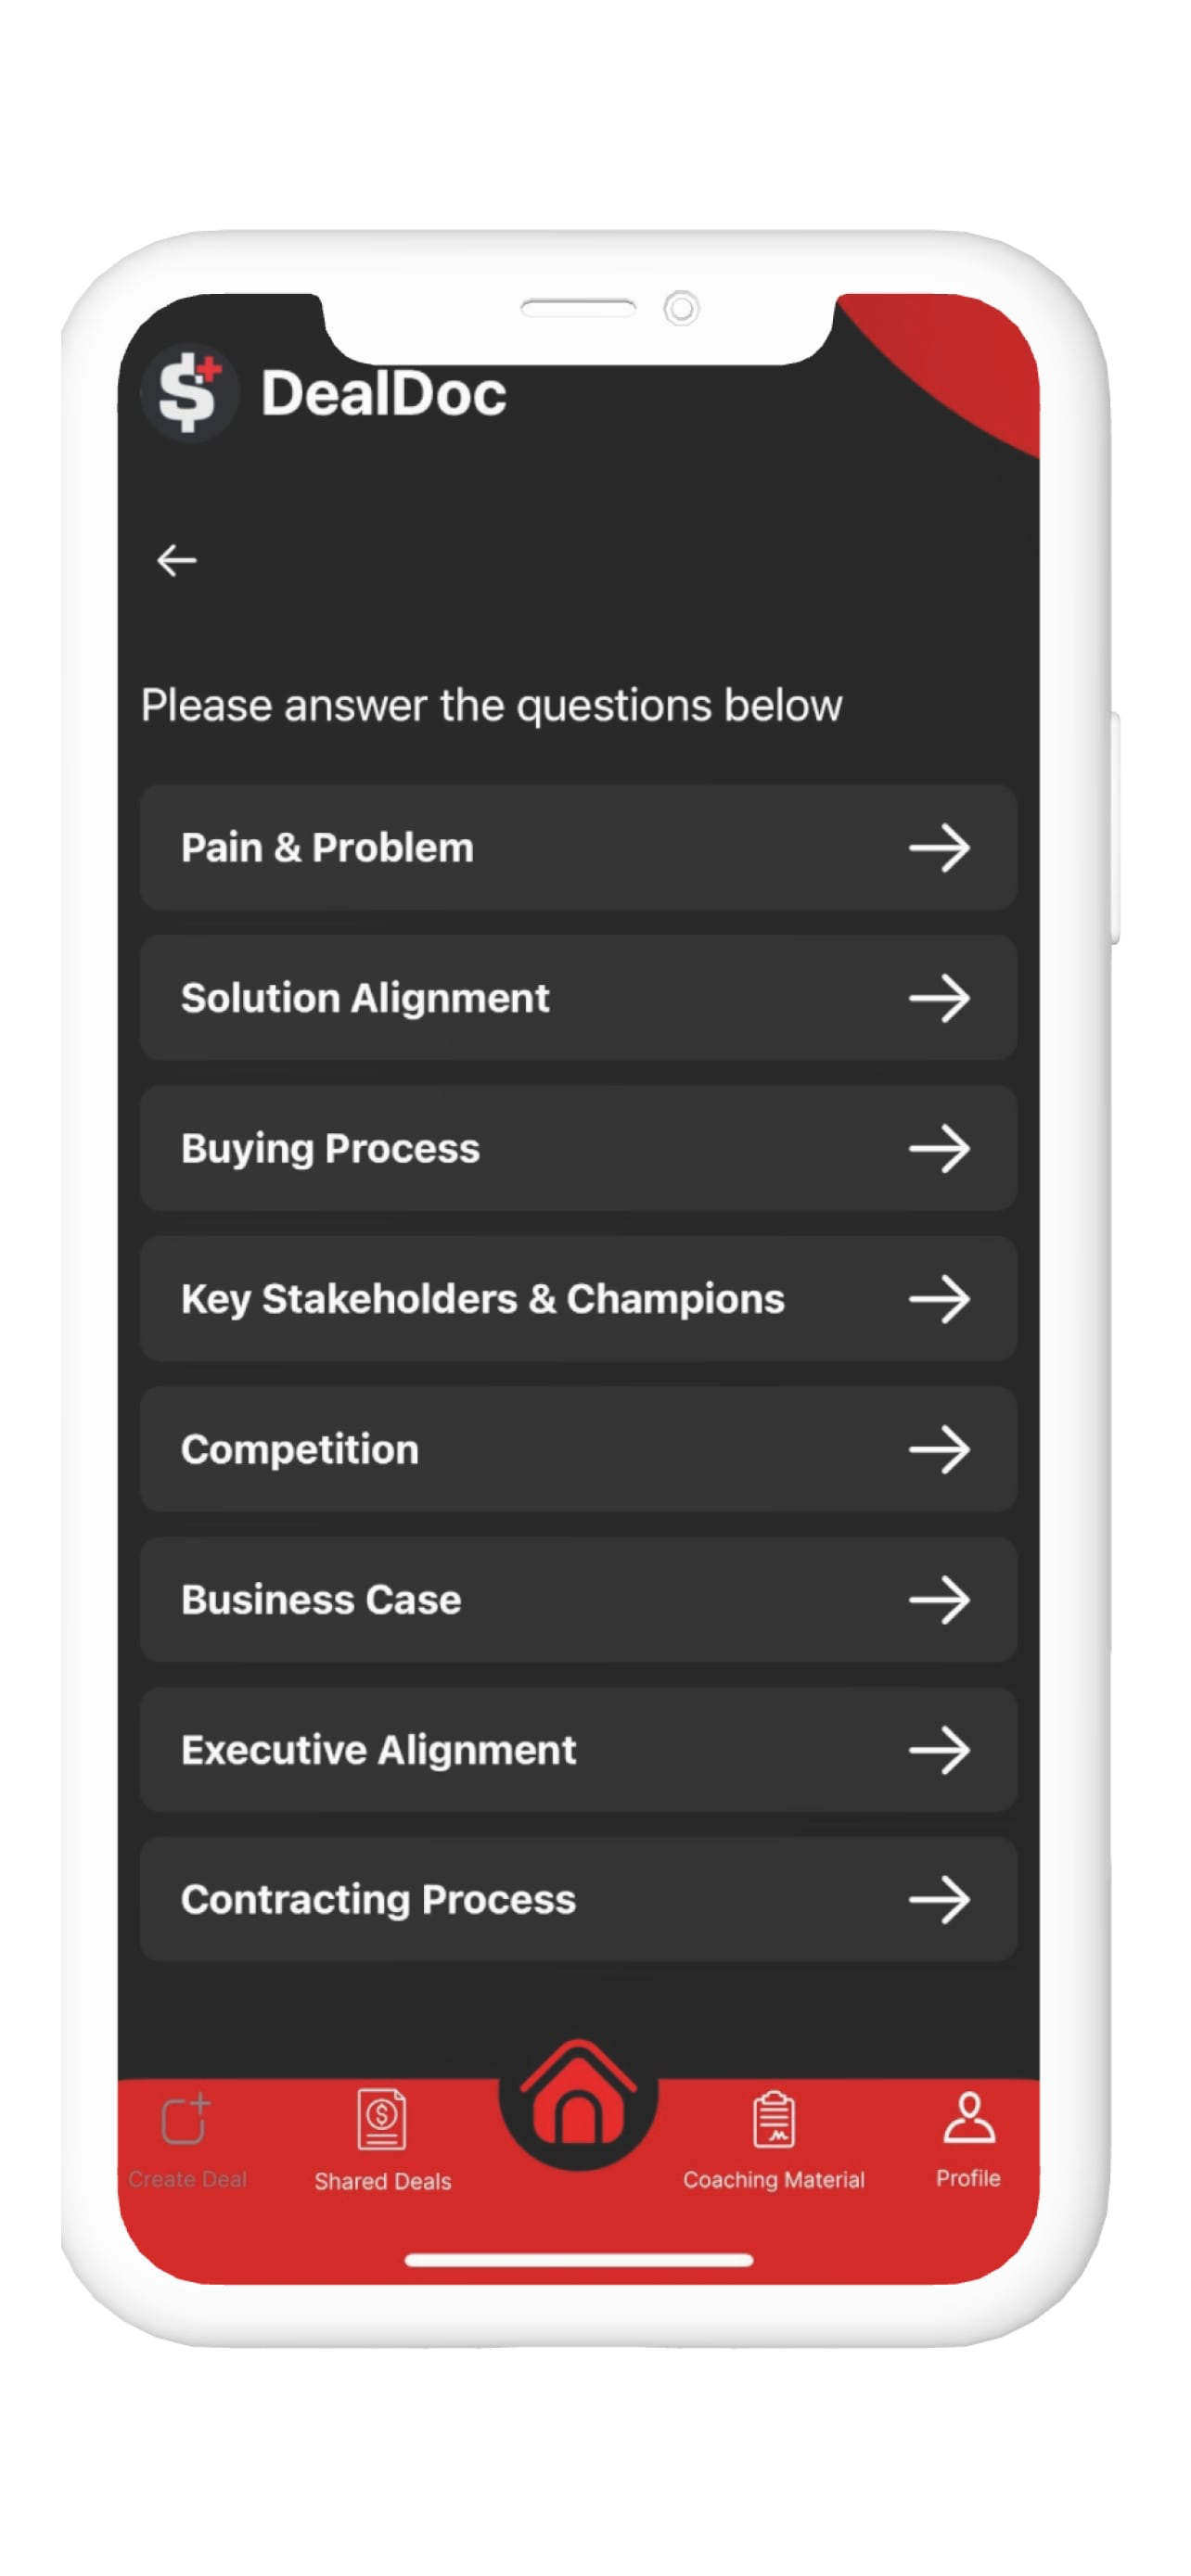 DealDoc
Please answer the questions below
Pain & Problem
Solution Alignment
Buying Process
Key Stakeholders & Champions
Competition
Business Case
Executive Alignment
Contracting Process
Create Deal
Shared Deals
Coaching Material
Profile